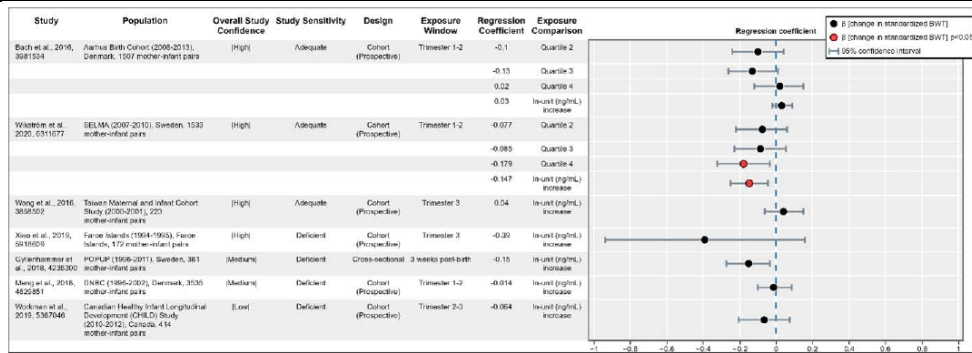 Study Population Overall Study Confidence Study Sensitivity Design Exposure Window Regression Coefficient Exposure Comparison
Regression coefficient
β [change in standardized BWT]
β [change in standardized BWT] p<0.05
95% confidence interval
Bach et al., 2016, 3981534 Aarhus Birth Cohort (2008-2013), Denmark, 1507 mother-infant pairs |High| Adequate Cohort (Prospective) Trimester 1-2 -0.1 Quartile 2
-0.13 Quartile 3
0.02 Quartile 4
0.03 ln-unit (ng/mL) increase
Wikström et al., 2020, 6311677 SELMA (2007-2010), Sweden, 1533 mother-infant pairs |High| Adequate Cohort (Prospective) Trimester 1-2 -0.077 Quartile 2
-0.085 Quartile 3
-0.179 Quartile 4
-0.147 ln-unit (ng/mL) increase
Wang et al., 2016, 3858502 Taiwan Maternal and Infant Cohort Study (2000-2001), 223 mother-infant pairs |High| Adequate Cohort (Prospective) Trimester 3 0.04 ln-unit (ng/mL) increase
Xiao et al., 2019, 5918609 Faroe Islands (1994-1995), Faroe Islands, 172 mother-infant pairs |High| Deficient Cohort (Prospective) Trimester 3 -0.39 ln-unit (ng/mL) increase
Gyllenhammar et al., 2018, 4238300 POPUP (1996-2011), Sweden, 381 mother-infant pairs |Medium| Deficient Cross-sectional 3 weeks post-birth -0.15 ln-unit (ng/mL) increase
Meng et al., 2018, 4829851 DNBC (1996-2002), Denmark, 3535 mother-infant pairs |Medium| Deficient Cohort (Prospective) Trimester 1-2 -0.014 ln-unit (ng/mL) increase
Workman et al., 2019, 5387046 Canadian Healthy Infant Longitudinal Development (CHILD) Study (2010-2012), Canada, 414 mother-infant pairs |Low| Deficient Cohort (Prospective) Trimester 2-3 -0.064 ln-unit (ng/mL) increase
-1 -0.8 -0.6 -0.4 -0.2 0 0.2 0.4 0.6 0.8 1